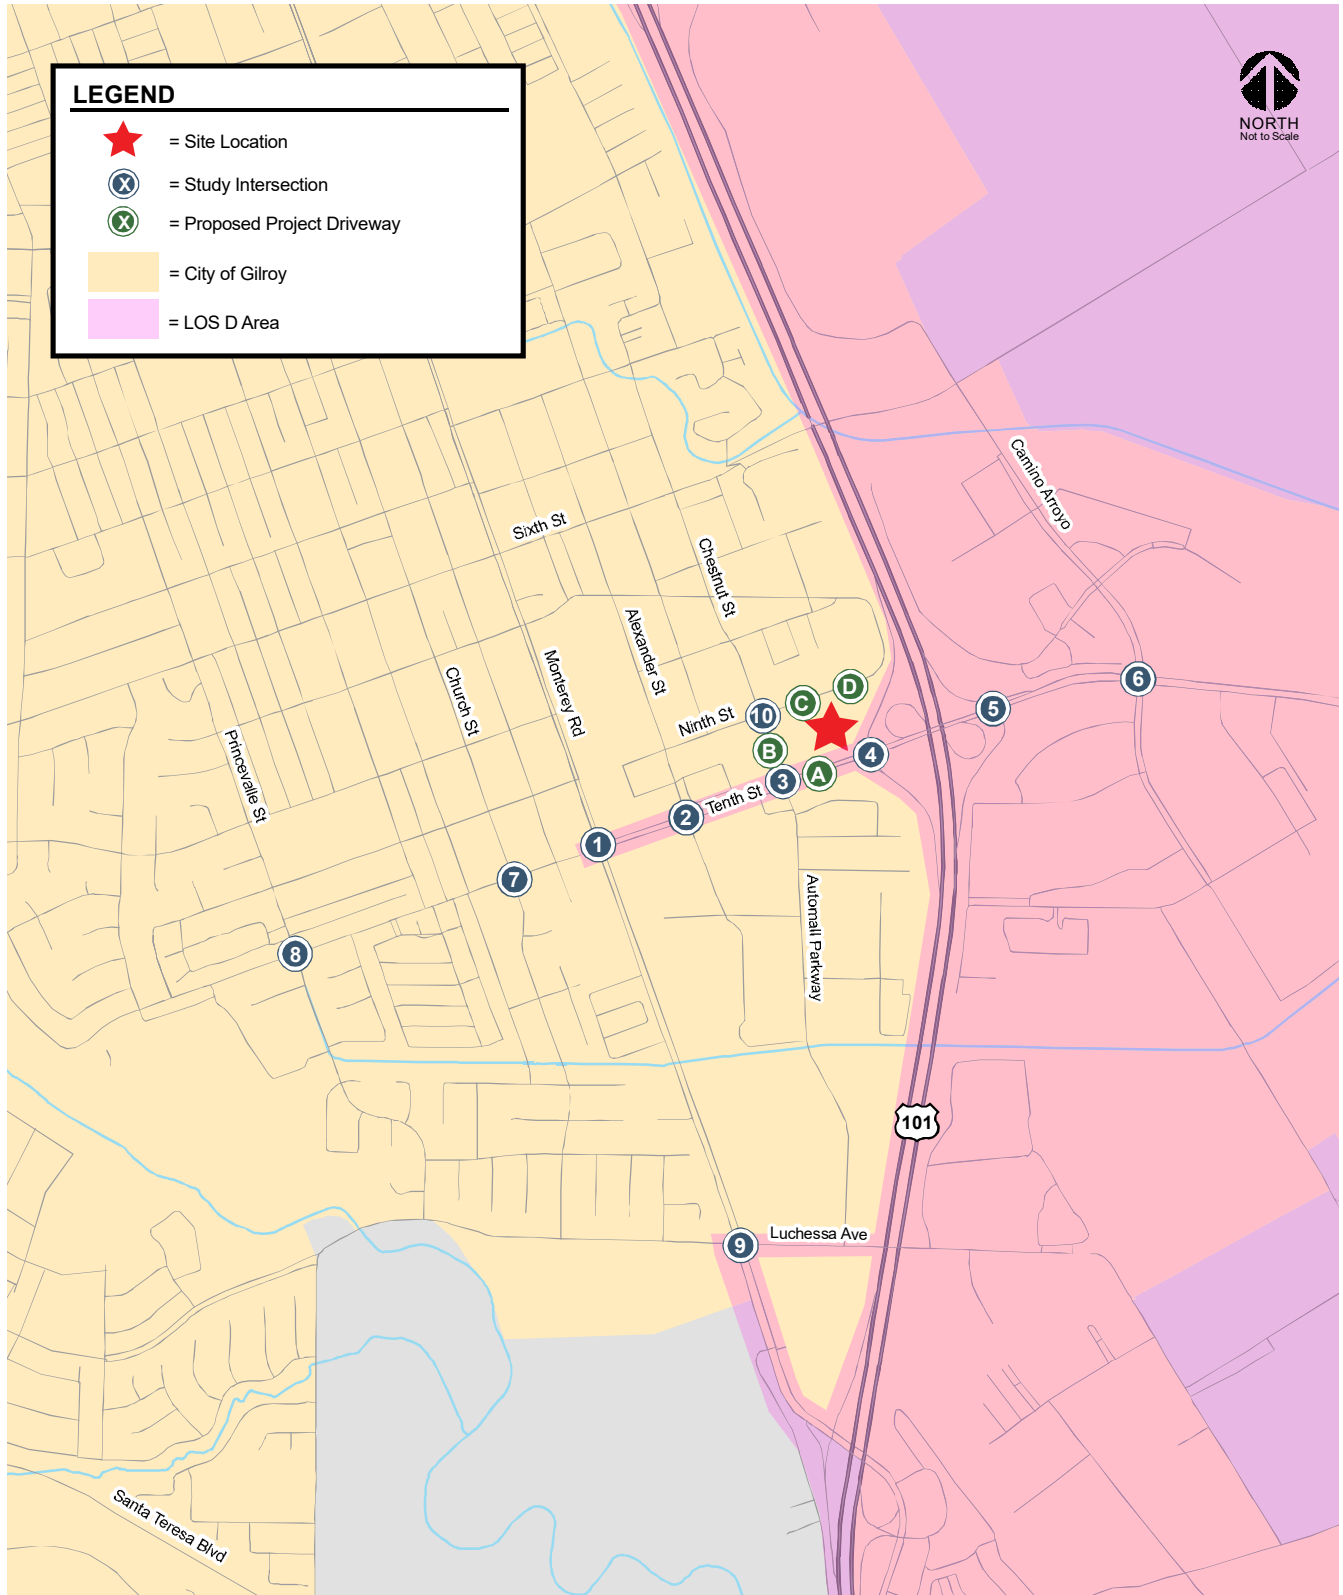 LEGEND
= Site Location
X = Study Intersection
X = Proposed Project Driveway
= City of Gilroy
= LOS D Area
NORTH
Not to Scale
Camino Arroyo
Sixth St
Chestnut St
Alexander St
Monterey Rd
Church St
Princevalle St
Ninth St
Tenth St
Automall Parkway
6
D
C
5
10
B
4
A
3
2
1
7
8
101
Luchessa Ave
9
Santa Teresa Blvd